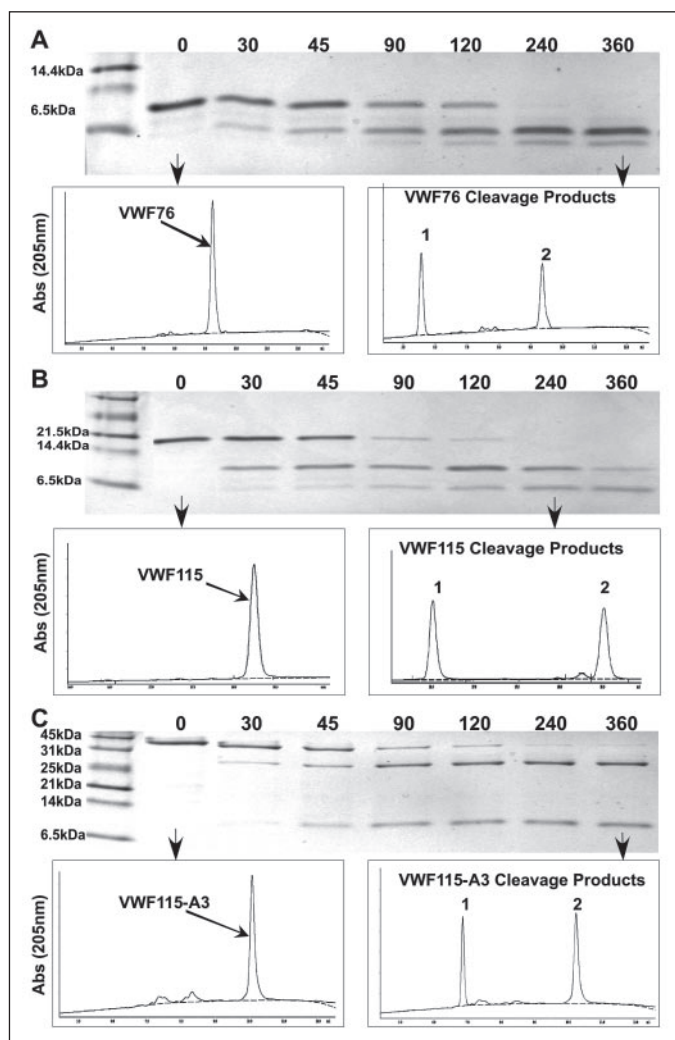 A
0 30 45 90 120 240 360
14.4kDa
6.5kDa
Abs (205nm)
VWF76
VWF76 Cleavage Products
1 2
B
0 30 45 90 120 240 360
21.5kDa
14.4kDa
6.5kDa
Abs (205nm)
VWF115
VWF115 Cleavage Products
1 2
C
0 30 45 90 120 240 360
45kDa
31kDa
25kDa
21kDa
14kDa
6.5kDa
Abs (205nm)
VWF115-A3
VWF115-A3 Cleavage Products
1 2